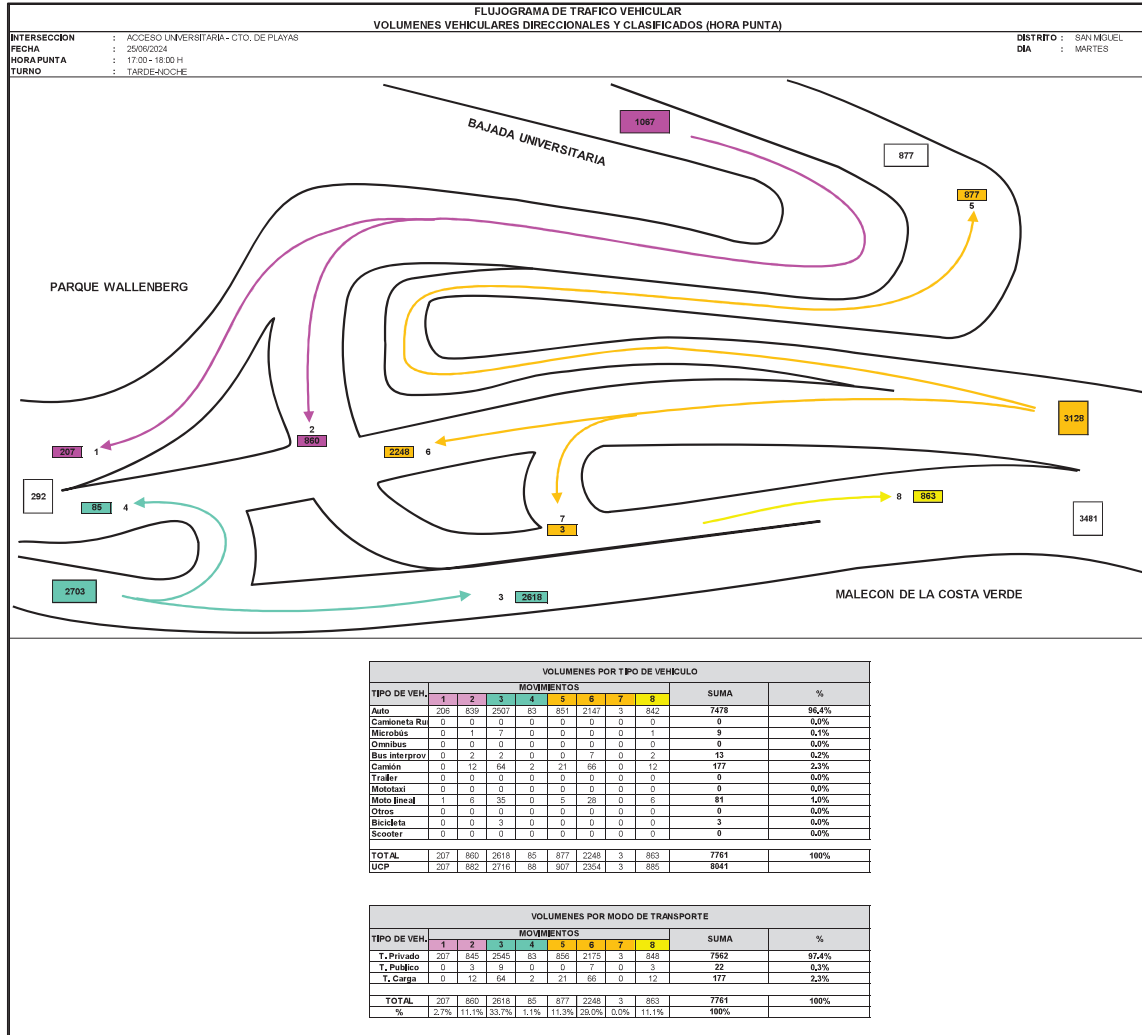 FLUJOGRAMA DE TRAFICO VEHICULAR
VOLUMENES VEHICULARES DIRECCIONALES Y CLASIFICADOS (HORA PUNTA)
INTERSECCION : ACCESO UNIVERSITARIA - CTO. DE PLAYAS DISTRITO : SAN MIGUEL
FECHA : 25/06/2024 DÍA : MARTES
HORA PUNTA : 17:00 - 18:00 H
TURNO : TARDE-NOCHE
1067
BAJADA UNIVERSITARIA
877
877
5
PARQUE WALLENBERG
3128
2
860
207 1
2248 6
292
85 4
8 863
7
3
3481
2703
3 2618
MALECON DE LA COSTA VERDE
VOLUMENES POR TIPO DE VEHICULO
TIPO DE VEH. MOVIMIENTOS SUMA %
1 2 3 4 5 6 7 8
Auto 206 839 2507 83 851 2147 3 842 7478 96.4%
Camioneta Rur 0 0 0 0 0 0 0 0 0 0.0%
Microbús 0 1 7 0 0 0 0 1 9 0.1%
Omnibus 0 0 0 0 0 0 0 0 0 0.0%
Bus interprov 0 2 2 0 0 7 0 2 13 0.2%
Camión 0 12 64 2 21 66 0 12 177 2.3%
Trailer 0 0 0 0 0 0 0 0 0 0.0%
Mototaxi 0 0 0 0 0 0 0 0 0 0.0%
Moto lineal 1 6 35 0 5 28 0 6 81 1.0%
Otros 0 0 0 0 0 0 0 0 0 0.0%
Bicicleta 0 0 3 0 0 0 0 0 3 0.0%
Scooter 0 0 0 0 0 0 0 0 0 0.0%
TOTAL 207 860 2618 85 877 2248 3 863 7761 100%
UCP 207 882 2716 88 907 2354 3 885 8041
VOLUMENES POR MODO DE TRANSPORTE
TIPO DE VEH. MOVIMIENTOS SUMA %
1 2 3 4 5 6 7 8
T. Privado 207 845 2545 83 856 2175 3 848 7562 97.4%
T. Publico 0 3 9 0 0 7 0 3 22 0.3%
T. Carga 0 12 64 2 21 66 0 12 177 2.3%
TOTAL 207 860 2618 85 877 2248 3 863 7761 100%
% 2.7% 11.1% 33.7% 1.1% 11.3% 29.0% 0.0% 11.1% 100%